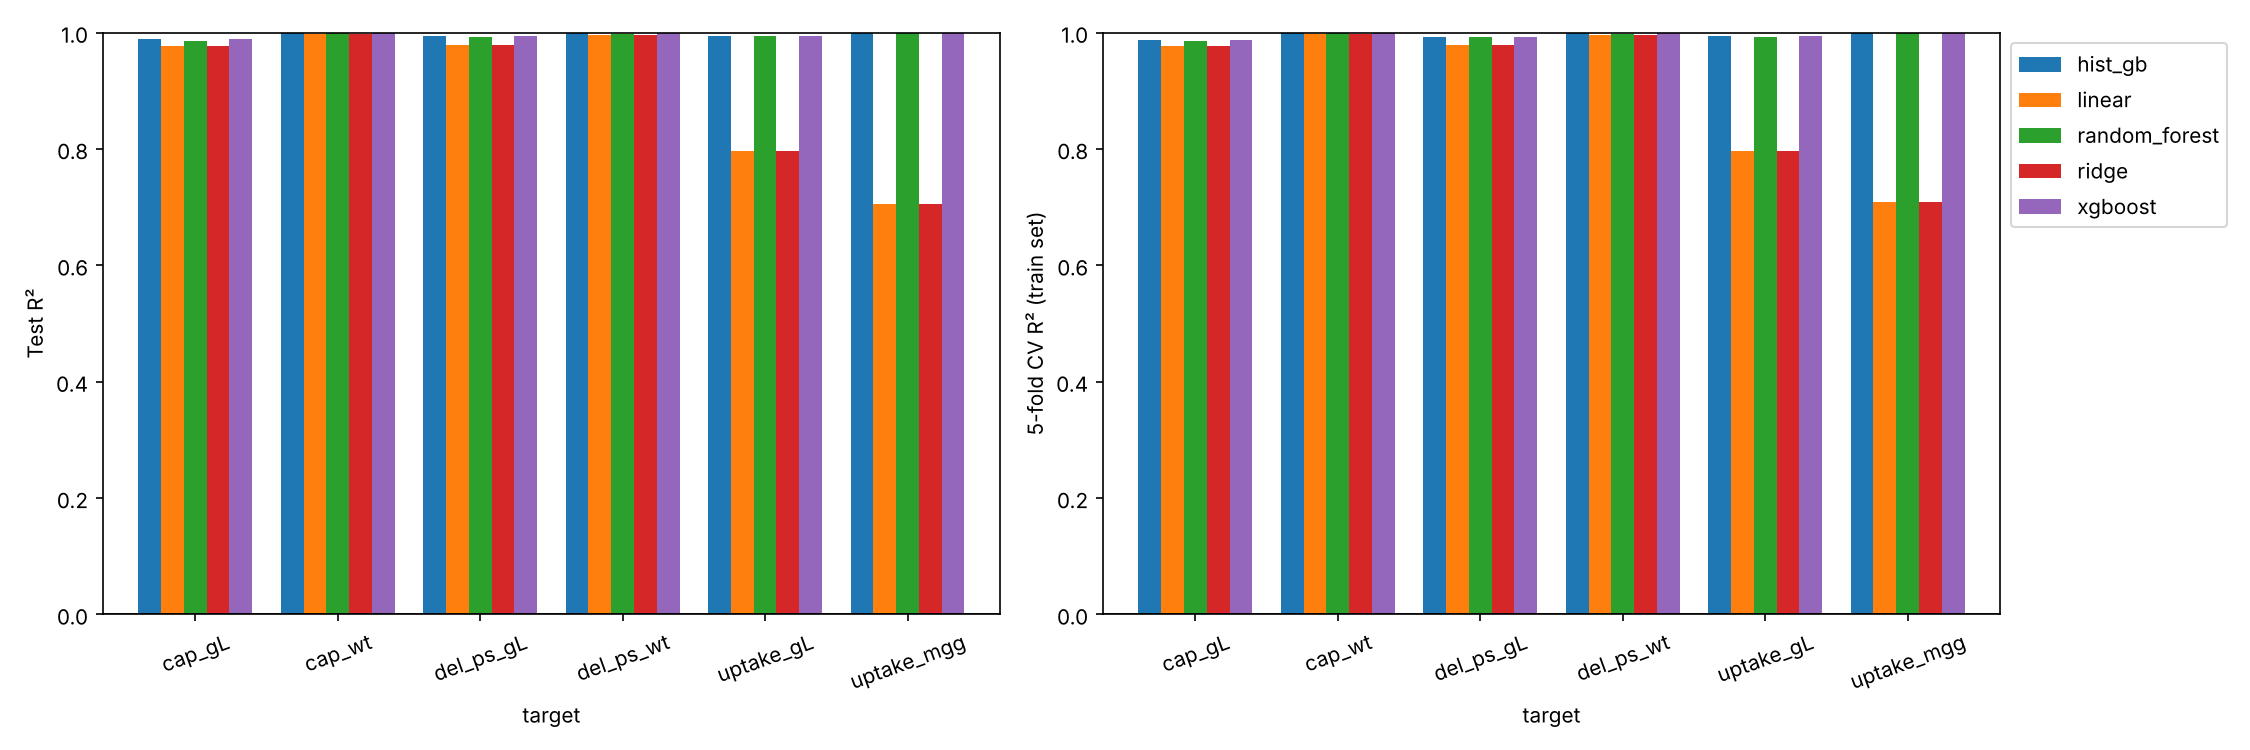 Test R²
1.0
0.8
0.6
0.4
0.2
0.0
cap_gL
cap_wt
del_ps_gL
del_ps_wt
uptake_gL
uptake_mgg
target
5-fold CV R² (train set)
1.0
0.8
0.6
0.4
0.2
0.0
cap_gL
cap_wt
del_ps_gL
del_ps_wt
uptake_gL
uptake_mgg
target
hist_gb
linear
random_forest
ridge
xgboost